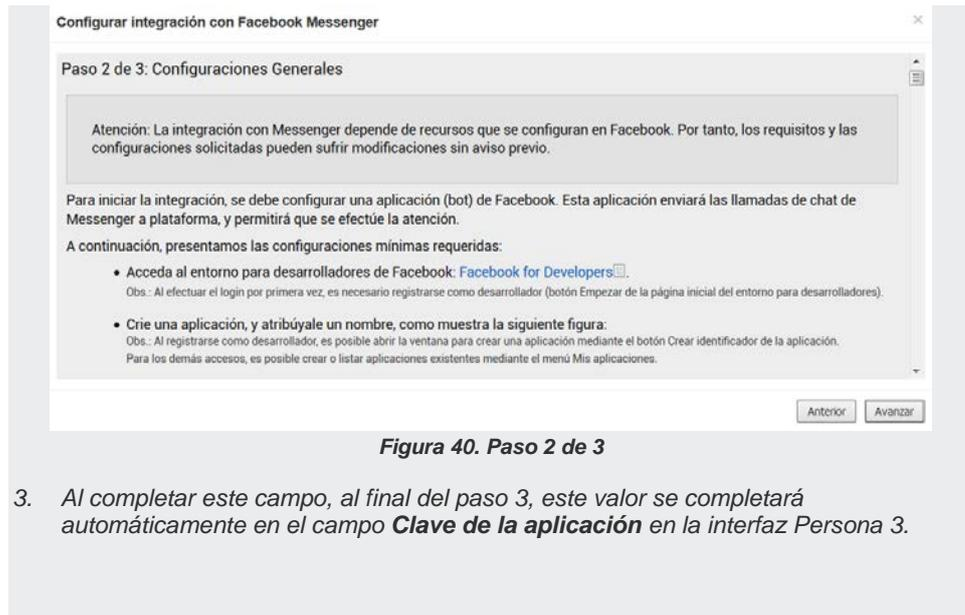 Configurar integración con Facebook Messenger
Paso 2 de 3: Configuraciones Generales
Atención: La integración con Messenger depende de recursos que se configuran en Facebook. Por tanto, los requisitos y las
configuraciones solicitadas pueden sufrir modificaciones sin aviso previo.
Para iniciar la integración, se debe configurar una aplicación (bot) de Facebook. Esta aplicación enviará las llamadas de chat de
Messenger a plataforma, y permitirá que se efectúe la atención.
A continuación, presentamos las configuraciones mínimas requeridas:
• Acceda al entorno para desarrolladores de Facebook: Facebook for Developers.
Obs.: Al efectuar el login por primera vez, es necesario registrarse como desarrollador (botón Empezar de la página inicial del entorno para desarrolladores).
• Crie una aplicación, y atribúyale un nombre, como muestra la siguiente figura:
Obs.: Al registrarse como desarrollador, es posible abrir la ventana para crear una aplicación mediante el botón Crear identificador de la aplicación.
Para los demás accesos, es posible crear o listar aplicaciones existentes mediante el menú Mis aplicaciones.
Anterior Avanzar
Figura 40. Paso 2 de 3
3. Al completar este campo, al final del paso 3, este valor se completará
automáticamente en el campo Clave de la aplicación en la interfaz Persona 3.